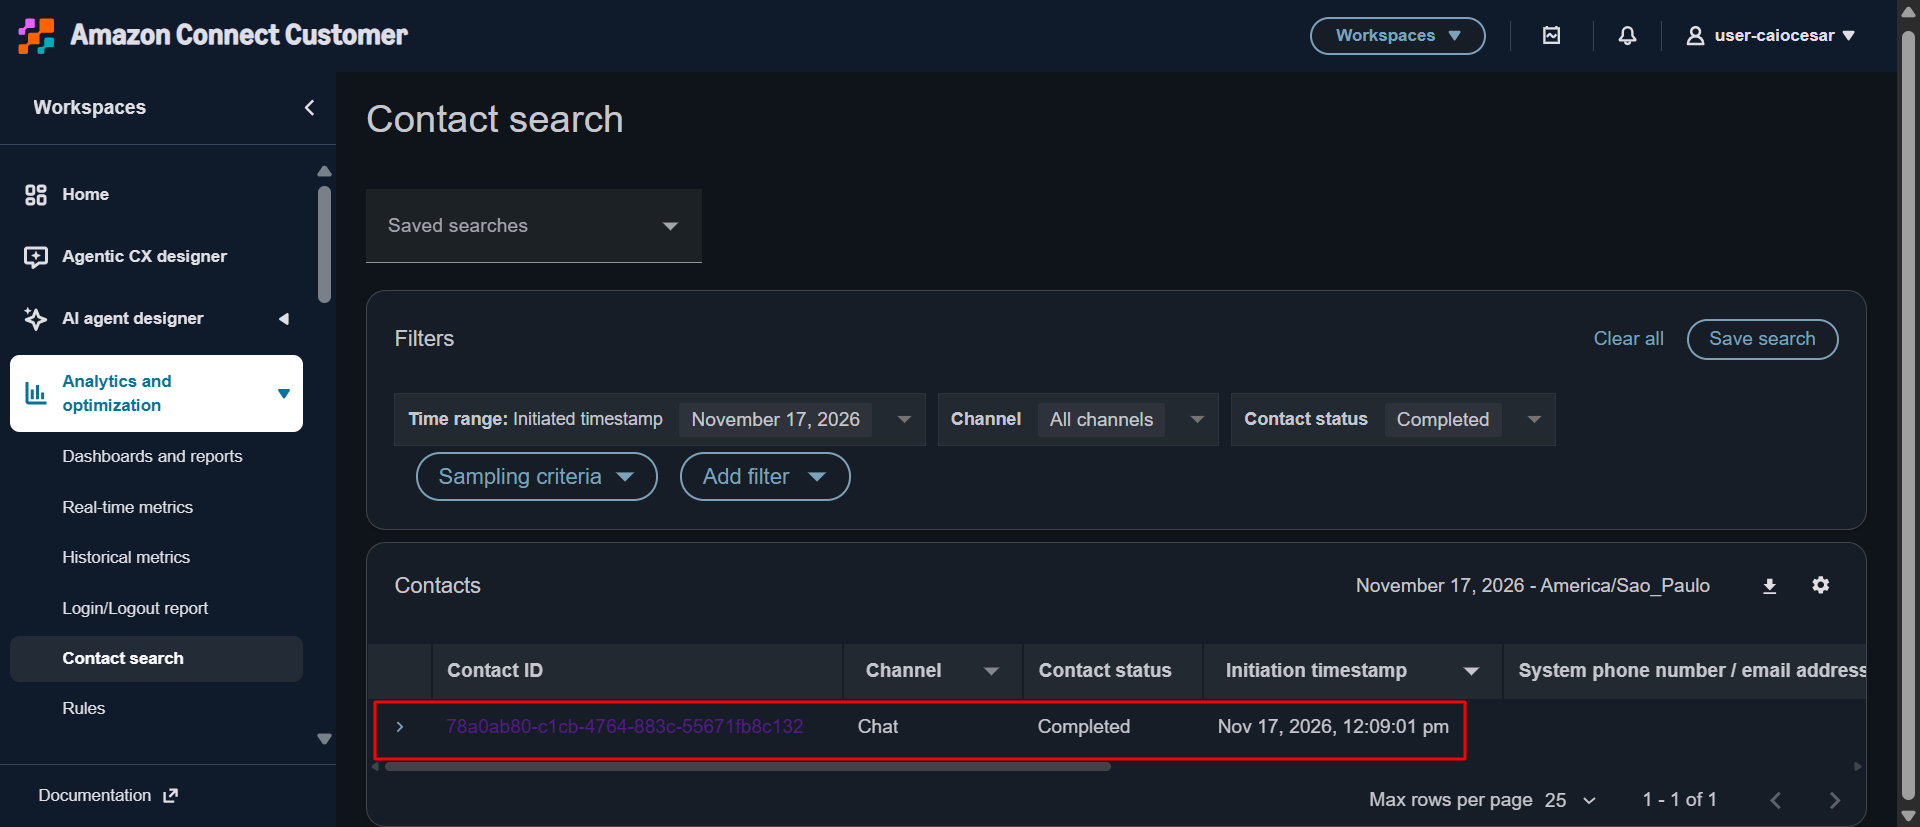 Amazon Connect Customer
Workspaces
user-caiocesar
Workspaces
Home
Agentic CX designer
AI agent designer
Analytics and
optimization
Dashboards and reports
Real-time metrics
Historical metrics
Login/Logout report
Contact search
Rules
Documentation
Contact search
Saved searches
Filters
Clear all
Save search
Time range: Initiated timestamp November 17, 2026
Channel All channels
Contact status Completed
Sampling criteria
Add filter
Contacts
November 17, 2026 - America/Sao_Paulo
Contact ID Channel Contact status Initiation timestamp System phone number / email address
78a0ab80-c1cb-4764-883c-55671fb8c132 Chat Completed Nov 17, 2026, 12:09:01 pm
Max rows per page 25 1 - 1 of 1